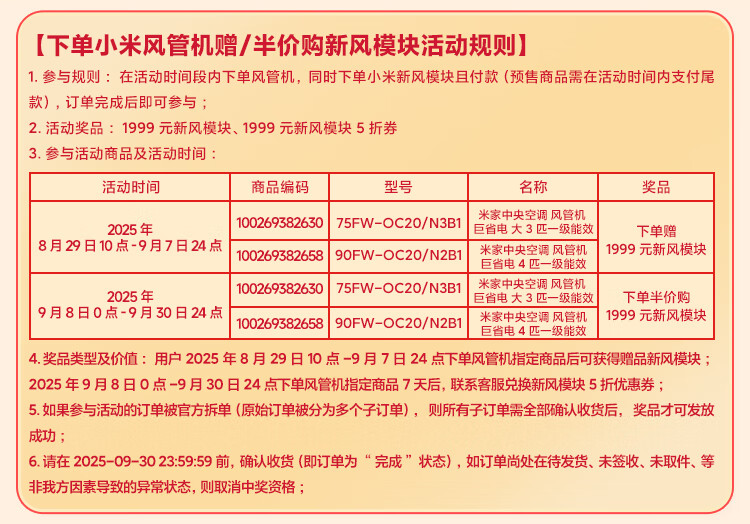 【下单小米风管机赠/半价购新风模块活动规则】
1. 参与规则：在活动时间段内下单风管机，同时下单小米新风模块且付款（预售商品需在活动时间内支付尾
款），订单完成后即可参与；
2. 活动奖品：1999 元新风模块、1999 元新风模块 5 折券
3. 参与活动商品及活动时间：
活动时间 商品编码 型号 名称 奖品
2025 年
8 月 29 日 10 点 -9 月 7 日 24 点
100269382630 75FW-OC20/N3B1
米家中央空调 风管机
巨省电 大 3 匹一级能效
100269382658 90FW-OC20/N2B1
米家中央空调 风管机
巨省电 4 匹一级能效
下单赠
1999 元新风模块
2025 年
9 月 8 日 0 点 -9 月 30 日 24 点
100269382630 75FW-OC20/N3B1
米家中央空调 风管机
巨省电 大 3 匹一级能效
100269382658 90FW-OC20/N2B1
米家中央空调 风管机
巨省电 4 匹一级能效
下单半价购
1999 元新风模块
4. 奖品类型及价值：用户 2025 年 8 月 29 日 10 点 -9 月 7 日 24 点下单风管机指定商品后可获得赠品新风模块；
2025 年 9 月 8 日 0 点 -9 月 30 日 24 点下单风管机指定商品 7 天后，联系客服兑换新风模块 5 折优惠券；
5. 如果参与活动的订单被官方拆单（原始订单被分为多个子订单），则所有子订单需全部确认收货后，奖品才可发放
成功；
6. 请在 2025-09-30 23:59:59 前，确认收货（即订单为“ 完成 ”状态），如订单尚处在待发货、未签收、未取件、等
非我方因素导致的异常状态，则取消中奖资格；